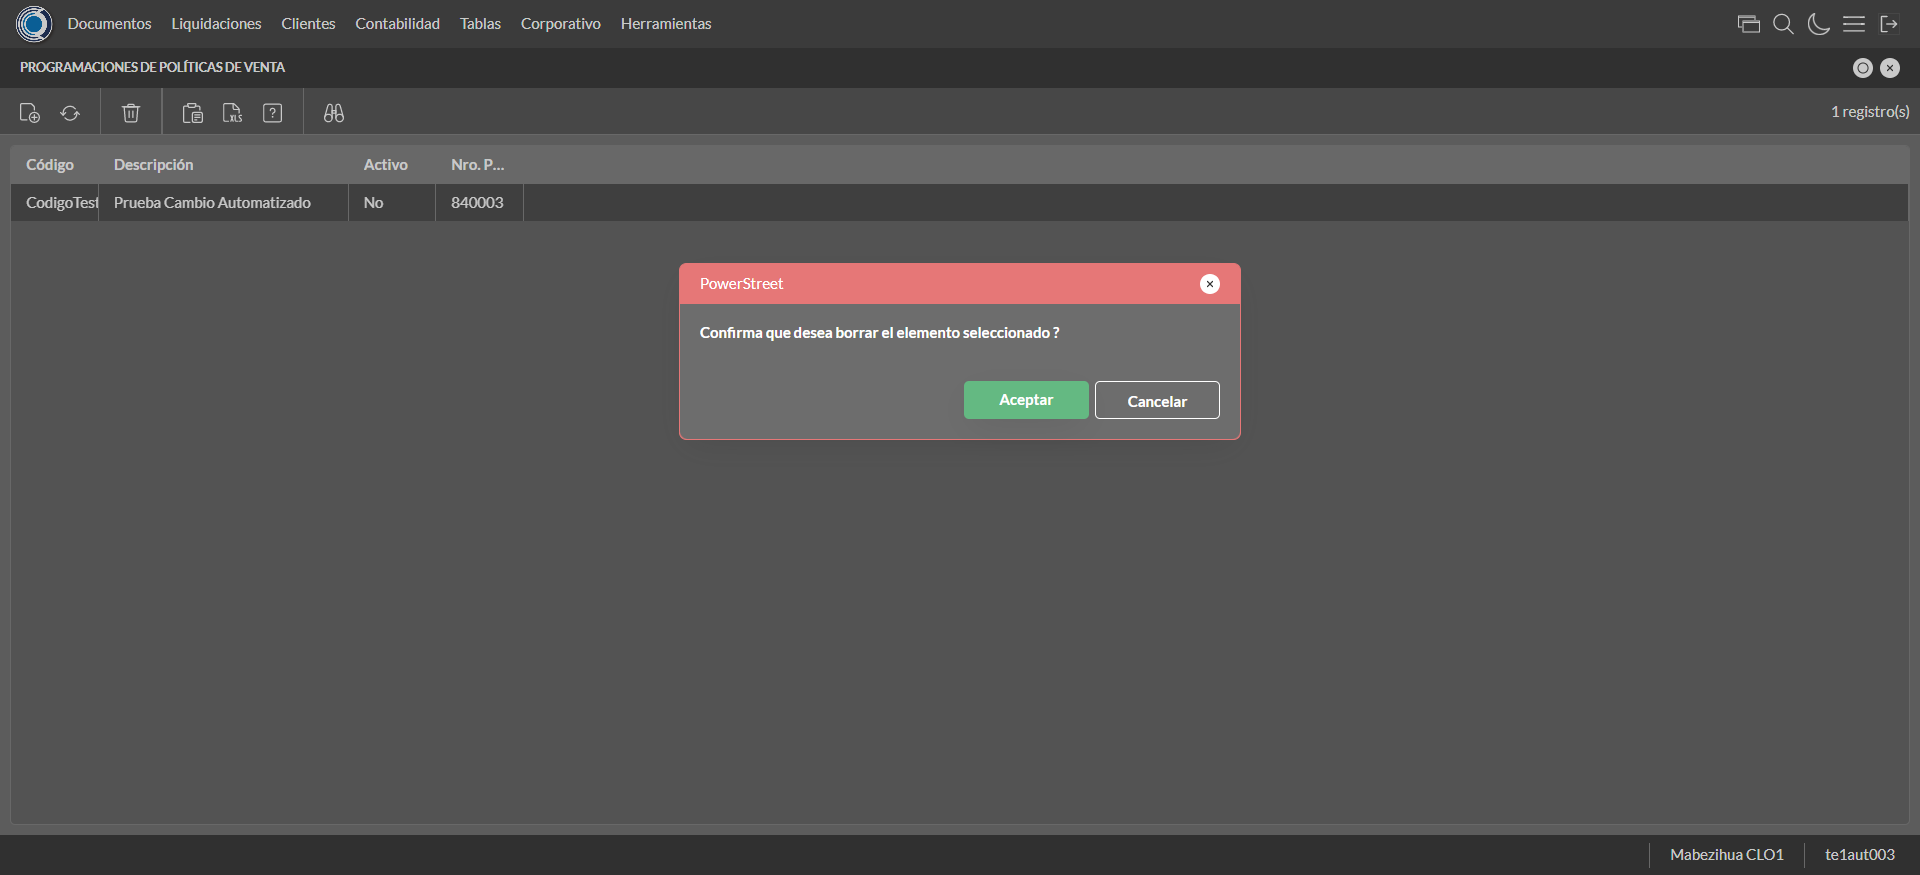 Documentos Liquidaciones Clientes Contabilidad Tablas Corporativo Herramientas
PROGRAMACIONES DE POLÍTICAS DE VENTA
XLS ? 1 registro(s)
Código Descripción Activo Nro. P...
CodigoTest Prueba Cambio Automatizado No 840003
PowerStreet
Confirma que desea borrar el elemento seleccionado ?
Aceptar Cancelar
Mabezihua CLO1 te1aut003